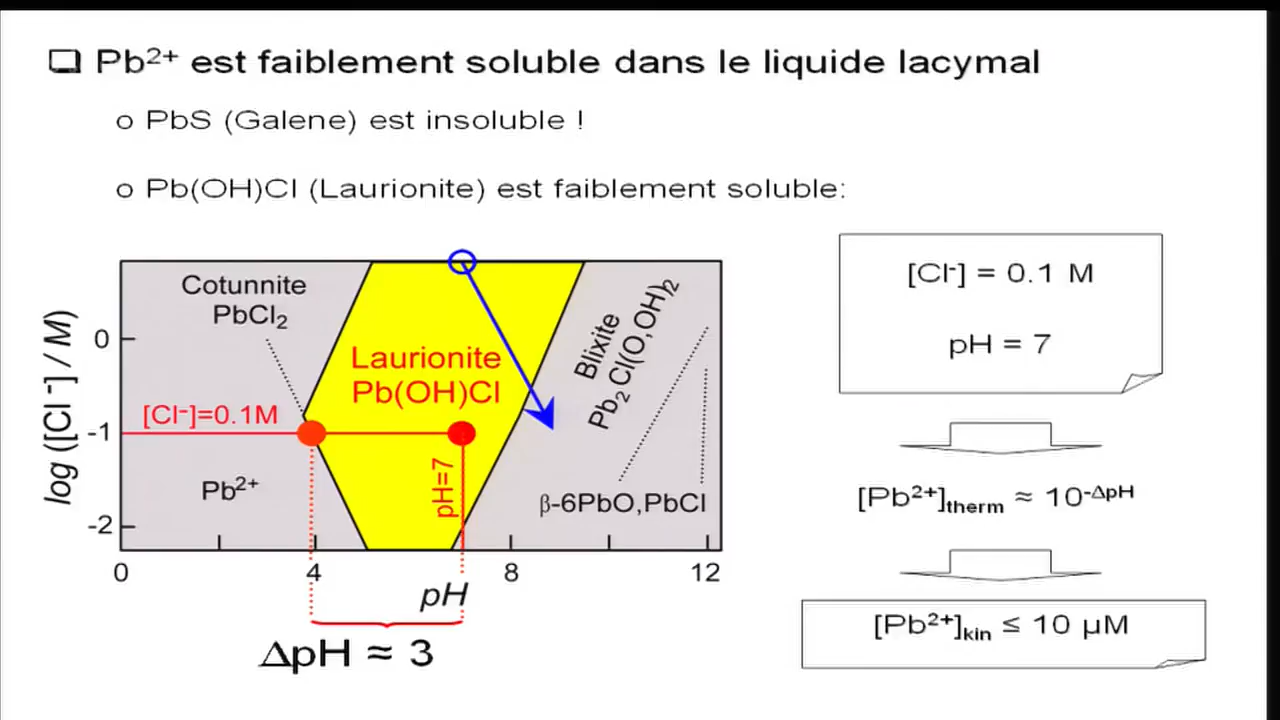 ❑ Pb²⁺ est faiblement soluble dans le liquide lacymal
o PbS (Galene) est insoluble !
o Pb(OH)Cl (Laurionite) est faiblement soluble:
Cotunnite
PbCl₂
Laurionite
Pb(OH)Cl
[Cl⁻]=0.1M
Pb²⁺
pH=7
Blixite
Pb₂Cl(O,OH)₂
β-6PbO,PbCl
log ([Cl⁻] / M)
0
-1
-2
0 4 8 12
pH
ΔpH ≈ 3
[Cl⁻] = 0.1 M
pH = 7
[Pb²⁺]therm ≈ 10^-ΔpH
[Pb²⁺]kin ≤ 10 µM